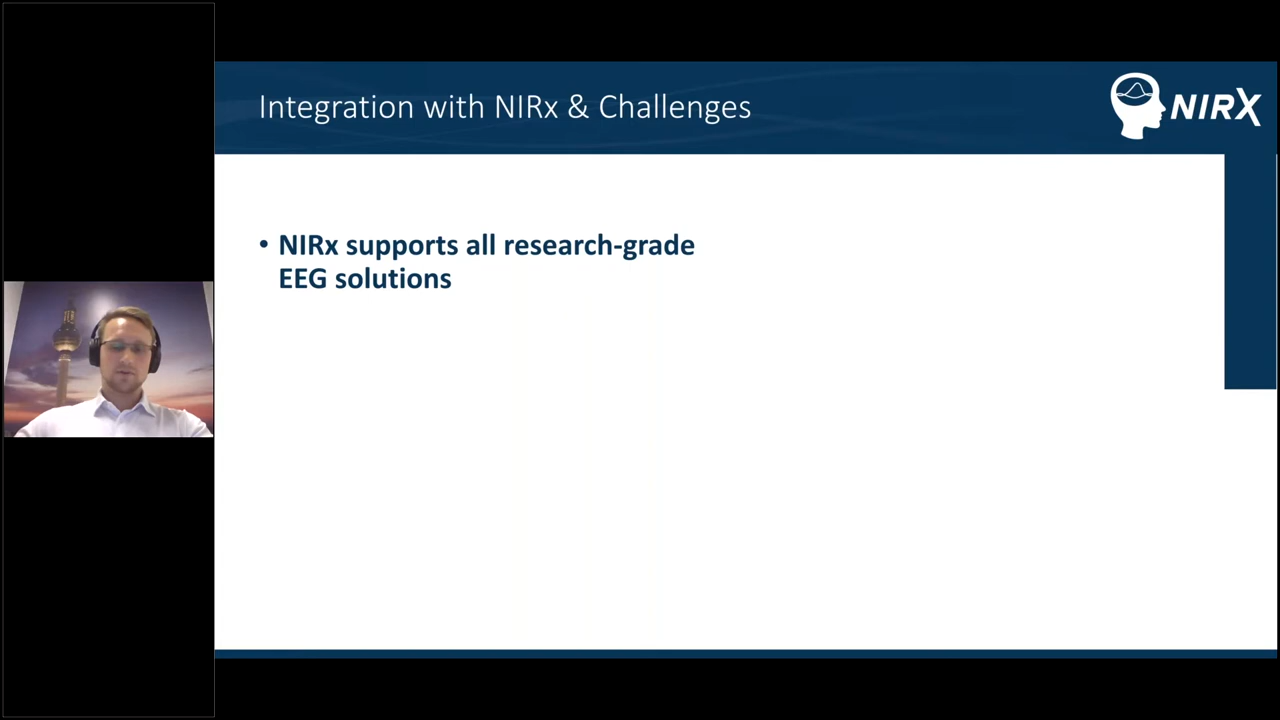 Integration with NIRx & Challenges
NIRX
• NIRx supports all research-grade
EEG solutions